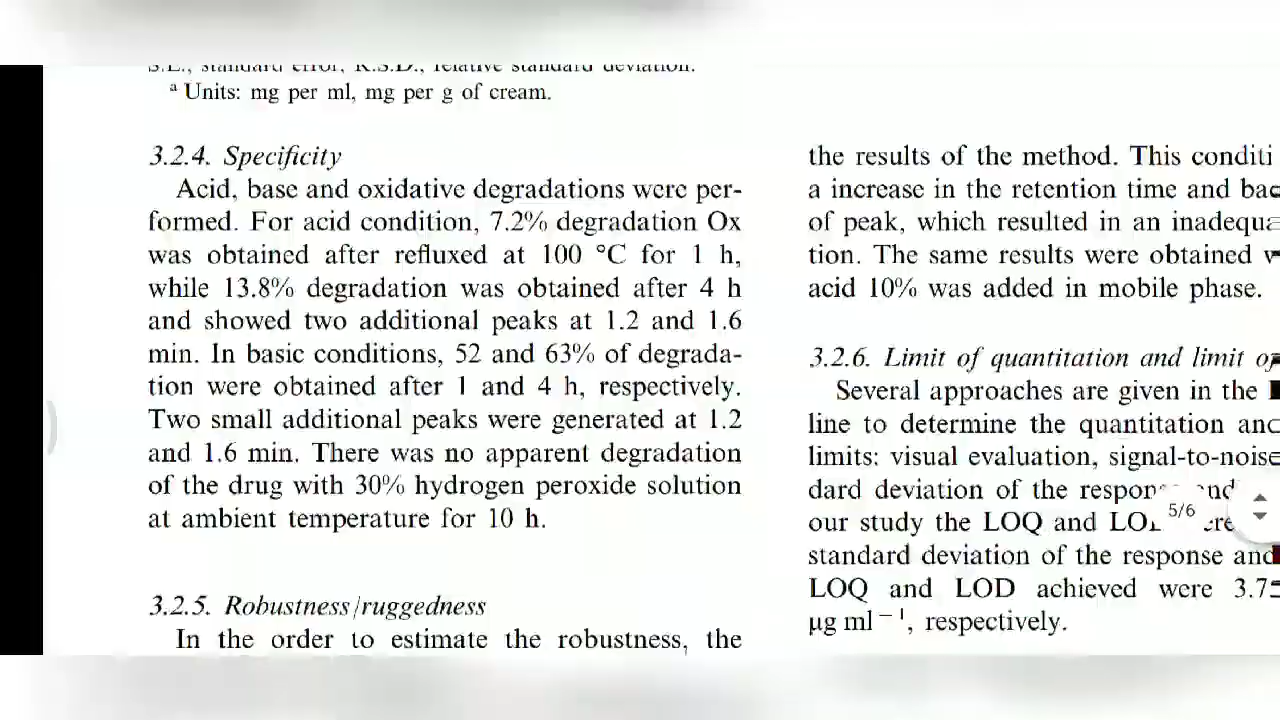 S.E., standard error, R.S.D., relative standard deviation.
a Units: mg per ml, mg per g of cream.
3.2.4. Specificity
Acid, base and oxidative degradations were per-
formed. For acid condition, 7.2% degradation Ox
was obtained after refluxed at 100 °C for 1 h,
while 13.8% degradation was obtained after 4 h
and showed two additional peaks at 1.2 and 1.6
min. In basic conditions, 52 and 63% of degrada-
tion were obtained after 1 and 4 h, respectively.
Two small additional peaks were generated at 1.2
and 1.6 min. There was no apparent degradation
of the drug with 30% hydrogen peroxide solution
at ambient temperature for 10 h.
3.2.5. Robustness/ruggedness
In the order to estimate the robustness, the
the results of the method. This conditi
a increase in the retention time and
of peak, which resulted in an
tion. The same results were obtained
acid 10% was added in mobile phase.
3.2.6. Limit of quantitation and limit
Several approaches are given in the
line to determine the quantitation
limits: visual evaluation, signal-to-noise
dard deviation of the
our study the LOQ and
standard deviation of the response and
LOQ and LOD achieved were
µg ml⁻¹, respectively.
5/6